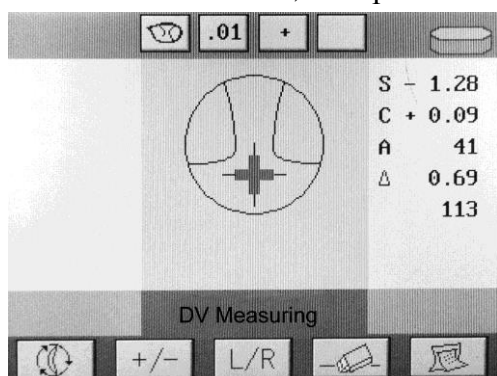 .01 +
S - 1.28
C + 0.09
A 41
Δ 0.69
113
DV Measuring
+/- L/R